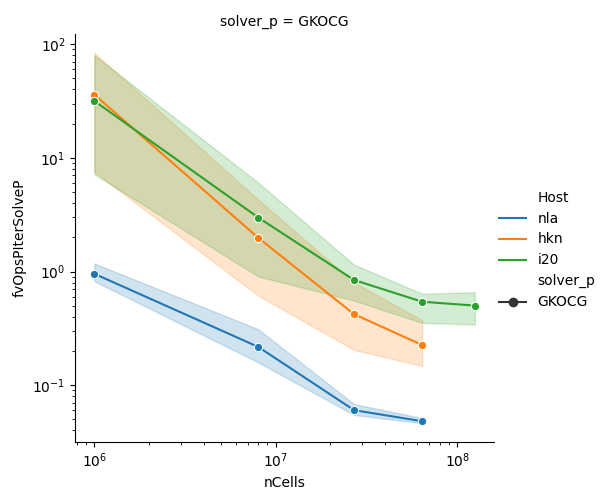 solver_p = GKOCG
10²
10¹
10⁰
10⁻¹
fvOpsPIterSolveP
10⁶
10⁷
10⁸
nCells
Host
nla
hkn
i20
solver_p
GKOCG